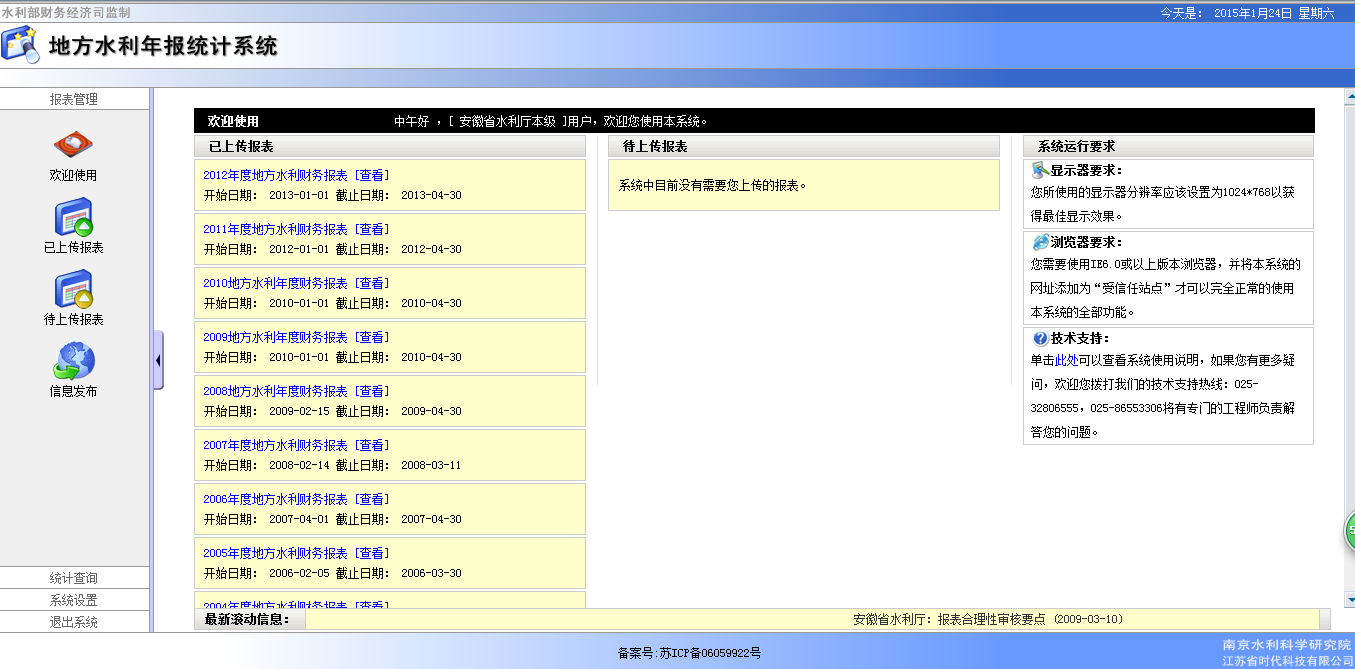 水利部财务经济司监制
今天是： 2015年1月24日 星期六
地方水利年报统计系统
报表管理
欢迎使用
已上传报表
待上传报表
信息发布
统计查询
系统设置
退出系统
欢迎使用 中午好 ，[ 安徽省水利厅本级 ]用户，欢迎您使用本系统。
已上传报表
2012年度地方水利财务报表 [查看]
开始日期： 2013-01-01 截止日期： 2013-04-30
2011年度地方水利财务报表 [查看]
开始日期： 2012-01-01 截止日期： 2012-04-30
2010地方水利年度财务报表 [查看]
开始日期： 2010-01-01 截止日期： 2010-04-30
2009地方水利年度财务报表 [查看]
开始日期： 2010-01-01 截止日期： 2010-04-30
2008地方水利年度财务报表 [查看]
开始日期： 2009-02-15 截止日期： 2009-04-30
2007年度地方水利财务报表 [查看]
开始日期： 2008-02-14 截止日期： 2008-03-11
2006年度地方水利财务报表 [查看]
开始日期： 2007-04-01 截止日期： 2007-04-30
2005年度地方水利财务报表 [查看]
开始日期： 2006-02-05 截止日期： 2006-03-30
2004年度地方水利财务报表 [查看]
待上传报表
系统中目前没有需要您上传的报表。
系统运行要求
显示器要求：
您所使用的显示器分辨率应该设置为1024*768以获
得最佳显示效果。
浏览器要求：
您需要使用IE6.0或以上版本浏览器，并将本系统的
网址添加为“受信任站点”才可以完全正常的使用
本系统的全部功能。
技术支持：
单击此处可以查看系统使用说明，如果您有更多疑
问，欢迎您拨打我们的技术支持热线：025-
32806555，025-86553306将有专门的工程师负责解
答您的问题。
最新滚动信息： 安徽省水利厅：报表合理性审核要点 (2009-03-10)
备案号:苏ICP备06059922号
南京水利科学研究院
江苏省时代科技有限公司